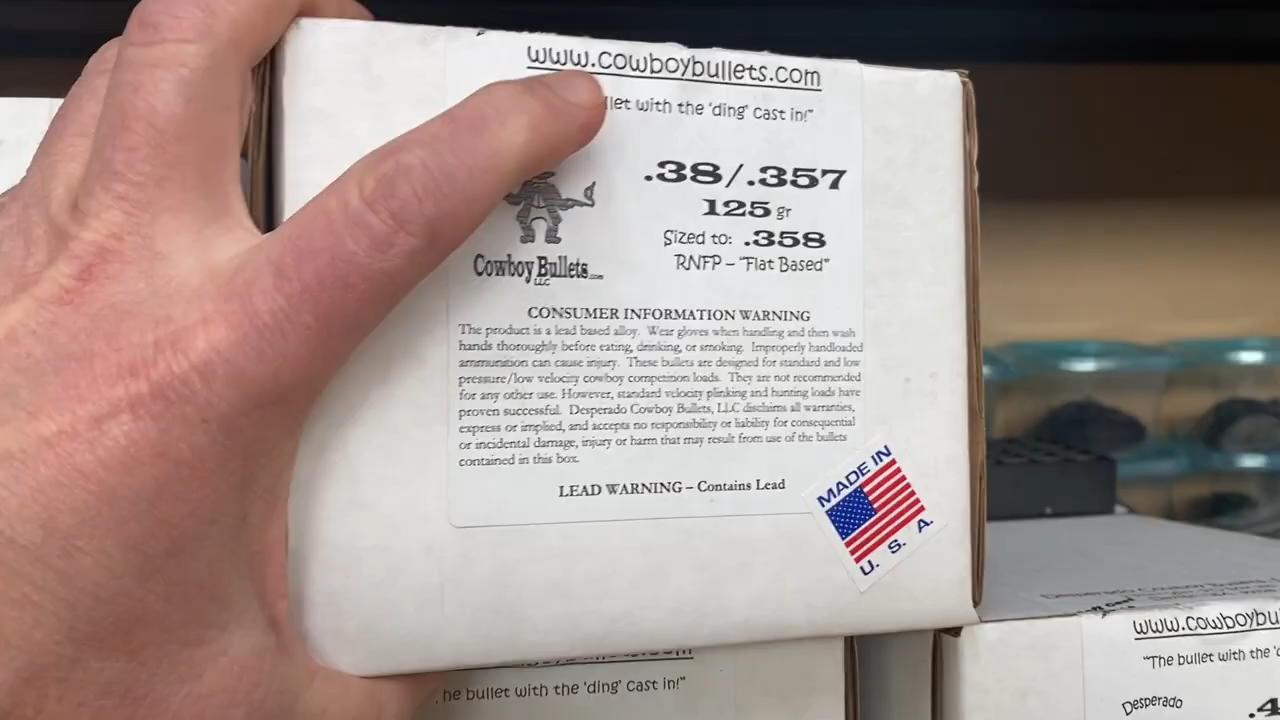 www.cowboybullets.com
with the 'ding' cast in!"
.38/.357
125 gr
Sized to: .358
RNFP – "Flat Based"
Cowboy Bullets.com
LLC
CONSUMER INFORMATION WARNING
The product is a lead based alloy. Wear gloves when handling and then wash
hands thoroughly before eating, drinking, or smoking. Improperly handloaded
ammunition can cause injury. These bullets are designed for standard and low
pressure/low velocity cowboy competition loads. They are not recommended
for any other use. However, standard velocity plinking and hunting loads have
proven successful. Desperado Cowboy Bullets, LLC disclaims all warranties,
express or implied, and accepts no responsibility or liability for consequential
or incidental damage, injury or harm that may result from use of the bullets
contained in this box.
LEAD WARNING – Contains Lead
MADE IN
U. S. A.
bullet with the 'ding' cast in!"
Desperado Cowboy Bullets
www.cowboybu
"The bullet with the
Desperado
.4